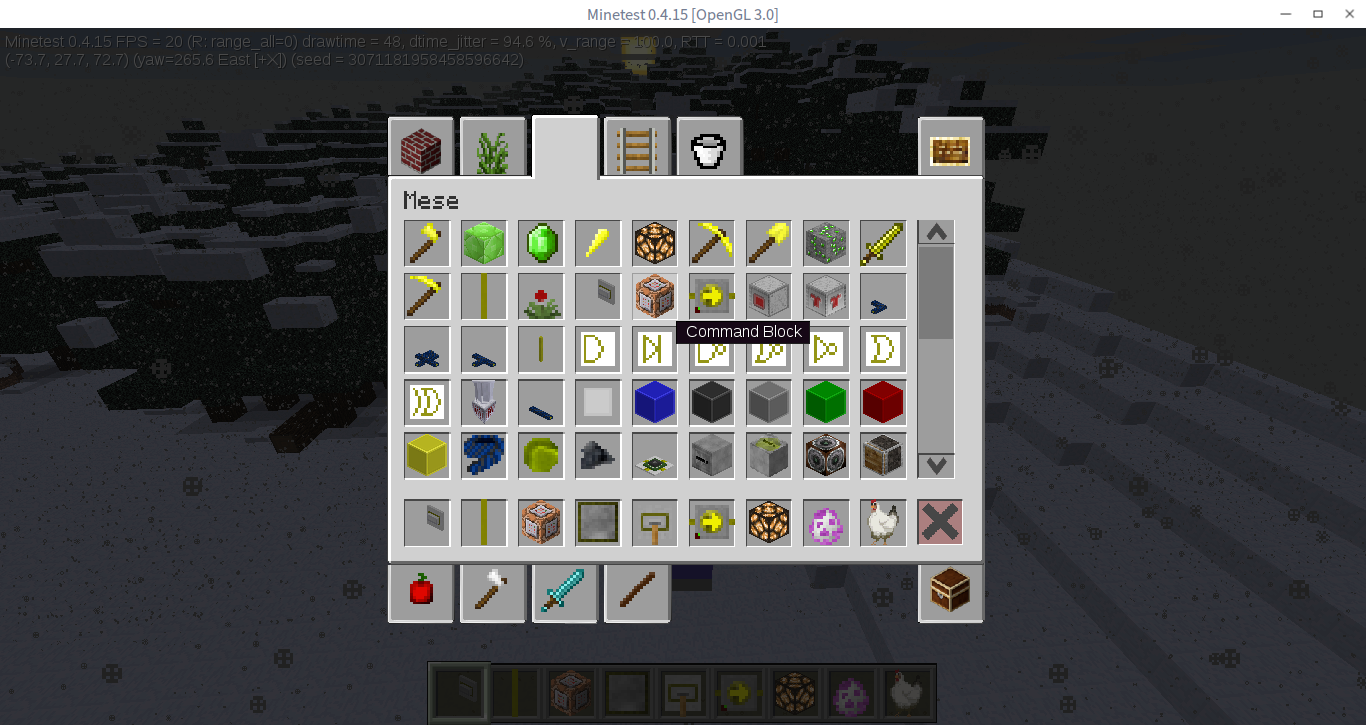 Minetest 0.4.15 [OpenGL 3.0]
Minetest 0.4.15 FPS = 20 (R: range_all=0) drawtime = 48, dtime_jitter = 94.6 %, v_range = 100.0, RTT = 0.001
(-73.7, 27.7, 72.7) (yaw=265.6 East [+X]) (seed = 3071181958458596642)
Mese
Command Block